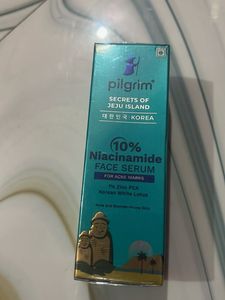 pilgrim
SECRETS OF
JEJU ISLAND
대한민국 KOREA
10%
Niacinamide
FACE SERUM
FOR ACNE MARKS
1% Zinc PCA
Korean White Lotus